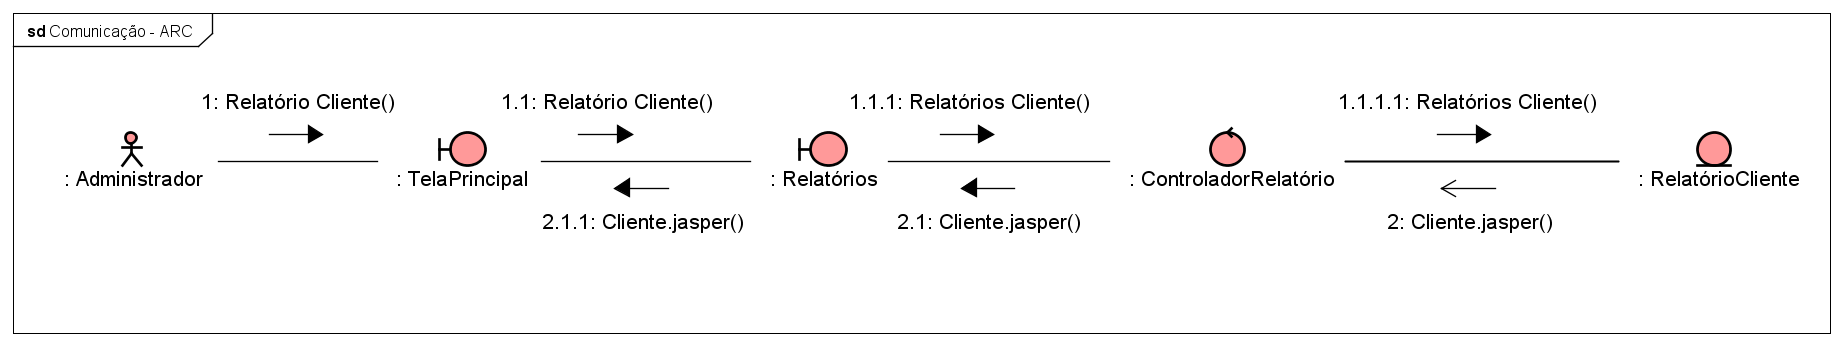 sd Comunicação - ARC
1: Relatório Cliente()
1.1: Relatório Cliente()
1.1.1: Relatórios Cliente()
1.1.1.1: Relatórios Cliente()
: Administrador
: TelaPrincipal
: Relatórios
: ControladorRelatório
: RelatórioCliente
2.1.1: Cliente.jasper()
2.1: Cliente.jasper()
2: Cliente.jasper()